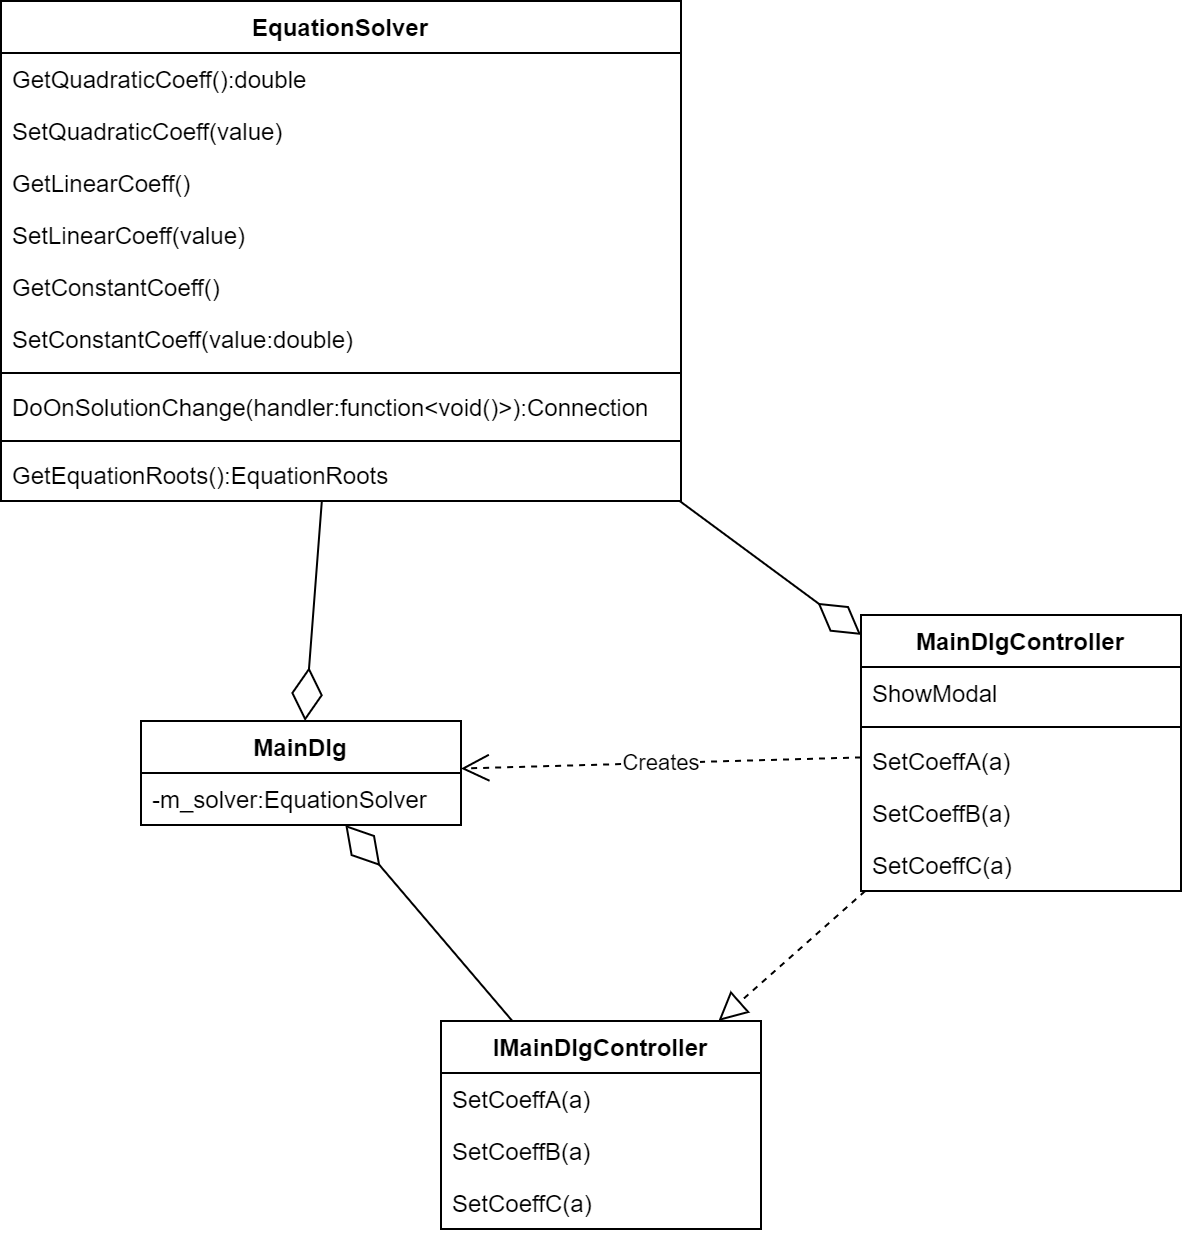 EquationSolver
GetQuadraticCoeff():double
SetQuadraticCoeff(value)
GetLinearCoeff()
SetLinearCoeff(value)
GetConstantCoeff()
SetConstantCoeff(value:double)
DoOnSolutionChange(handler:function<void()>):Connection
GetEquationRoots():EquationRoots
MainDlgController
ShowModal
SetCoeffA(a)
SetCoeffB(a)
SetCoeffC(a)
Creates
MainDlg
-m_solver:EquationSolver
IMainDlgController
SetCoeffA(a)
SetCoeffB(a)
SetCoeffC(a)